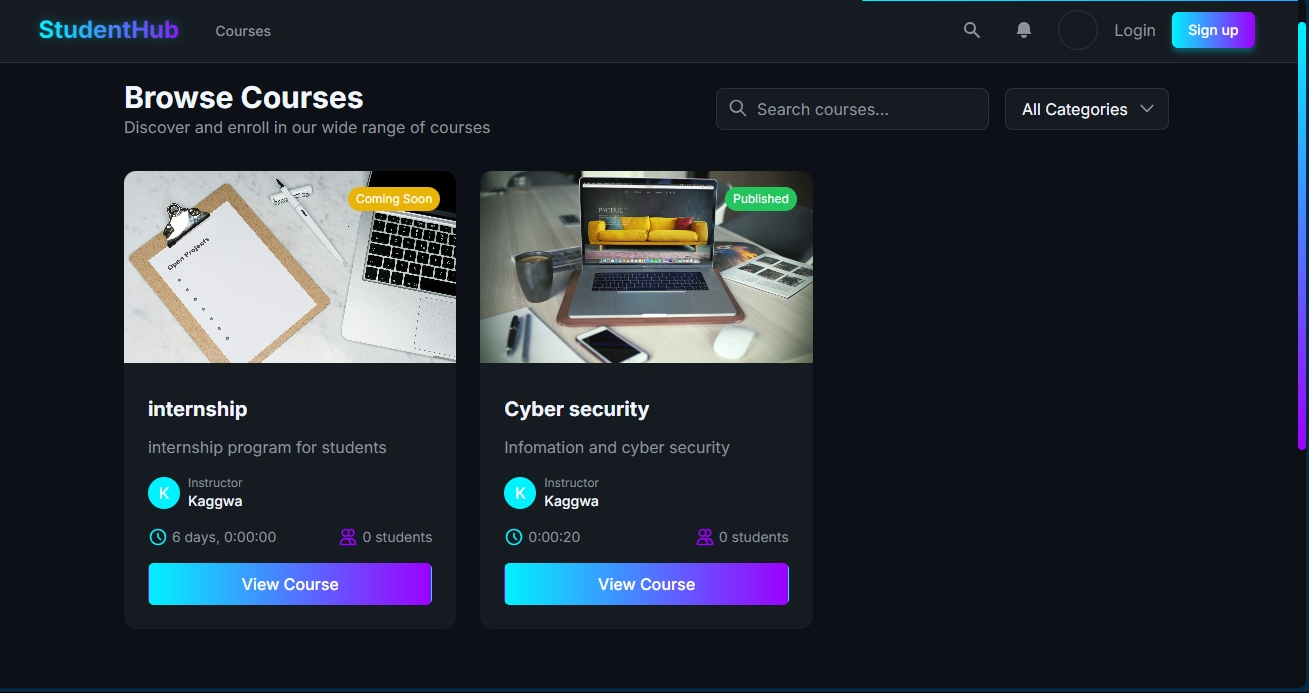 StudentHub
Courses
Login
Sign up
Browse Courses
Discover and enroll in our wide range of courses
Search courses...
All Categories
Coming Soon
Open Projects
Published
PRODUCT
internship
internship program for students
Instructor
K
Kaggwa
6 days, 0:00:00
0 students
View Course
Cyber security
Infomation and cyber security
Instructor
K
Kaggwa
0:00:20
0 students
View Course